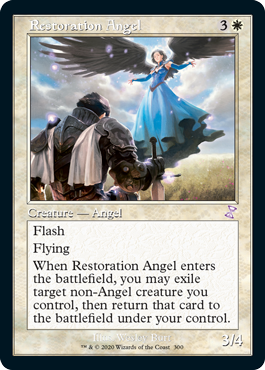 Restoration Angel 3
Creature — Angel
Flash
Flying
When Restoration Angel enters
the battlefield, you may exile
target non-Angel creature you
control, then return that card to
the battlefield under your control.
™ & © 2020 Wizards of the Coast 300
3/4